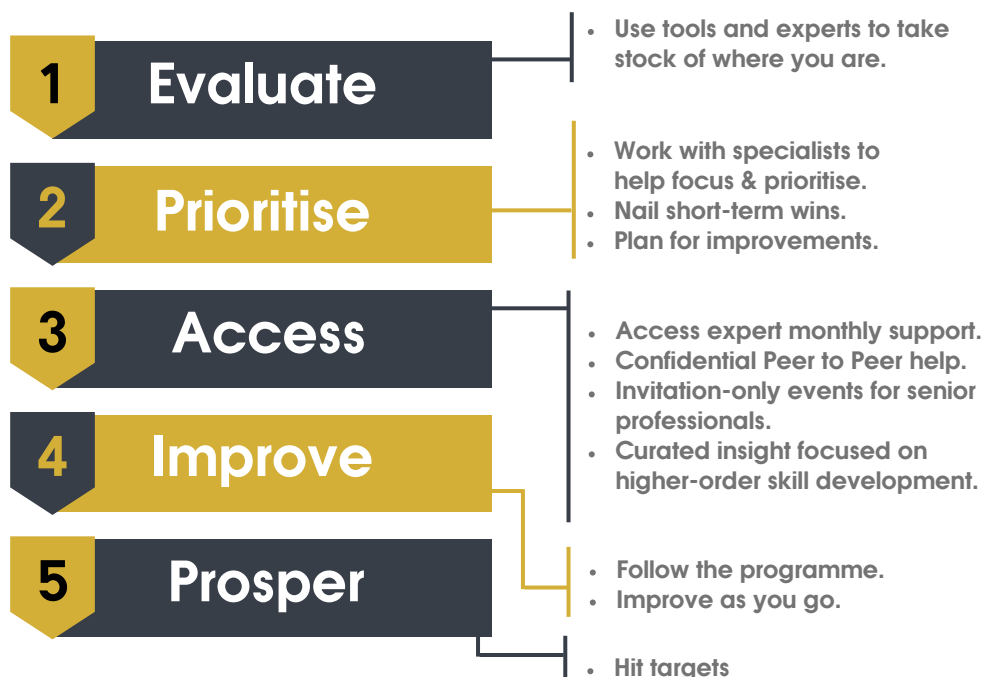 1
Evaluate
• Use tools and experts to take
stock of where you are.
2
Prioritise
• Work with specialists to
help focus & prioritise.
• Nail short-term wins.
• Plan for improvements.
3
Access
• Access expert monthly support.
• Confidential Peer to Peer help.
• Invitation-only events for senior
professionals.
• Curated insight focused on
higher-order skill development.
4
Improve
• Follow the programme.
• Improve as you go.
5
Prosper
• Hit targets